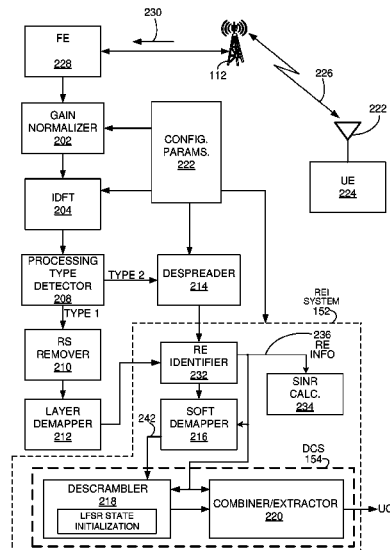 230
FE
228
112
226
222
UE
224
GAIN
NORMALIZER
202
CONFIG.
PARAMS.
222
IDFT
204
PROCESSING
TYPE
DETECTOR
208
TYPE 2
DESPREADER
214
TYPE 1
REI
SYSTEM
152
RS
REMOVER
210
236
RE
INFO
RE
IDENTIFIER
232
SINR
CALC.
234
LAYER
DEMAPPER
212
242
SOFT
DEMAPPER
216
DCS
154
DESCRAMBLER
218
LFSR STATE
INITIALIZATION
COMBINER/EXTRACTOR
220